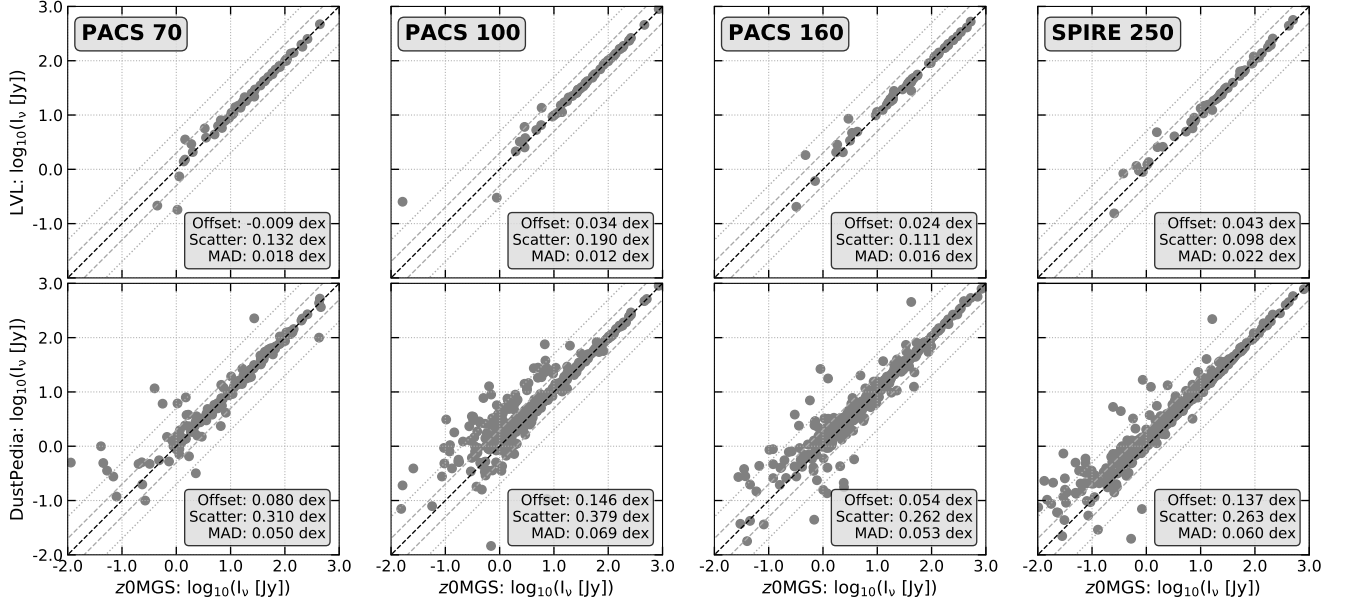 3.0
2.0
1.0
0.0
-1.0
LVL: log10(Iν [Jy])
PACS 70
Offset: -0.009 dex
Scatter: 0.132 dex
MAD: 0.018 dex
PACS 100
Offset: 0.034 dex
Scatter: 0.190 dex
MAD: 0.012 dex
PACS 160
Offset: 0.024 dex
Scatter: 0.111 dex
MAD: 0.016 dex
SPIRE 250
Offset: 0.043 dex
Scatter: 0.098 dex
MAD: 0.022 dex
3.0
2.0
1.0
0.0
-1.0
-2.0
DustPedia: log10(Iν [Jy])
Offset: 0.080 dex
Scatter: 0.310 dex
MAD: 0.050 dex
Offset: 0.146 dex
Scatter: 0.379 dex
MAD: 0.069 dex
Offset: 0.054 dex
Scatter: 0.262 dex
MAD: 0.053 dex
Offset: 0.137 dex
Scatter: 0.263 dex
MAD: 0.060 dex
-2.0 -1.0 0.0 1.0 2.0 3.0
-2.0 -1.0 0.0 1.0 2.0 3.0
-2.0 -1.0 0.0 1.0 2.0 3.0
-2.0 -1.0 0.0 1.0 2.0 3.0
z0MGS: log10(Iν [Jy])
z0MGS: log10(Iν [Jy])
z0MGS: log10(Iν [Jy])
z0MGS: log10(Iν [Jy])